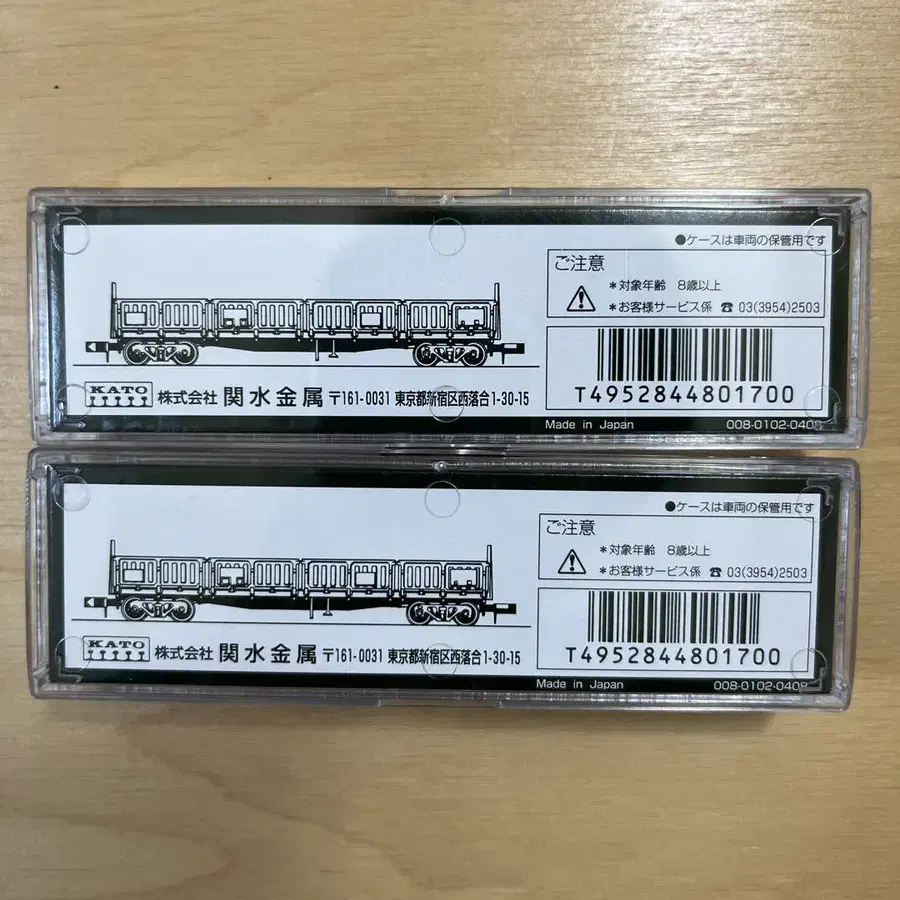 ●ケースは車両の保管用です
ご注意
*対象年齢 8歳以上
*お客様サービス係 ☎ 03(3954)2503
T4952844801700
KATO 株式会社 関水金属 〒161-0031 東京都新宿区西落合1-30-15
Made in Japan 008-0102-0408
●ケースは車両の保管用です
ご注意
*対象年齢 8歳以上
*お客様サービス係 ☎ 03(3954)2503
T4952844801700
KATO 株式会社 関水金属 〒161-0031 東京都新宿区西落合1-30-15
Made in Japan 008-0102-0408